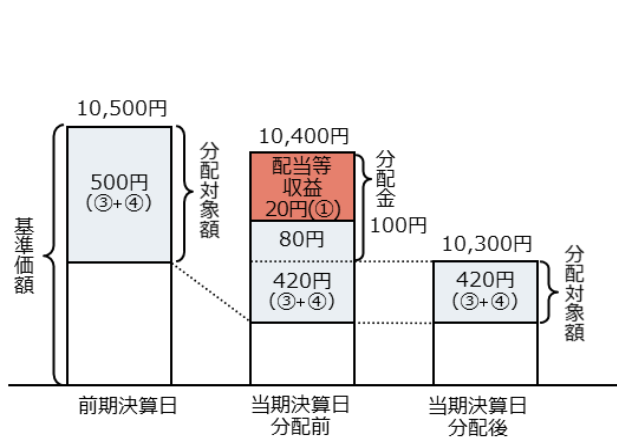 基準価額
10,500円
500円
(③+④)
分配対象額
前期決算日
10,400円
配当等
収益
20円(①)
80円
420円
(③+④)
分配金
100円
当期決算日
分配前
10,300円
420円
(③+④)
分配対象額
当期決算日
分配後